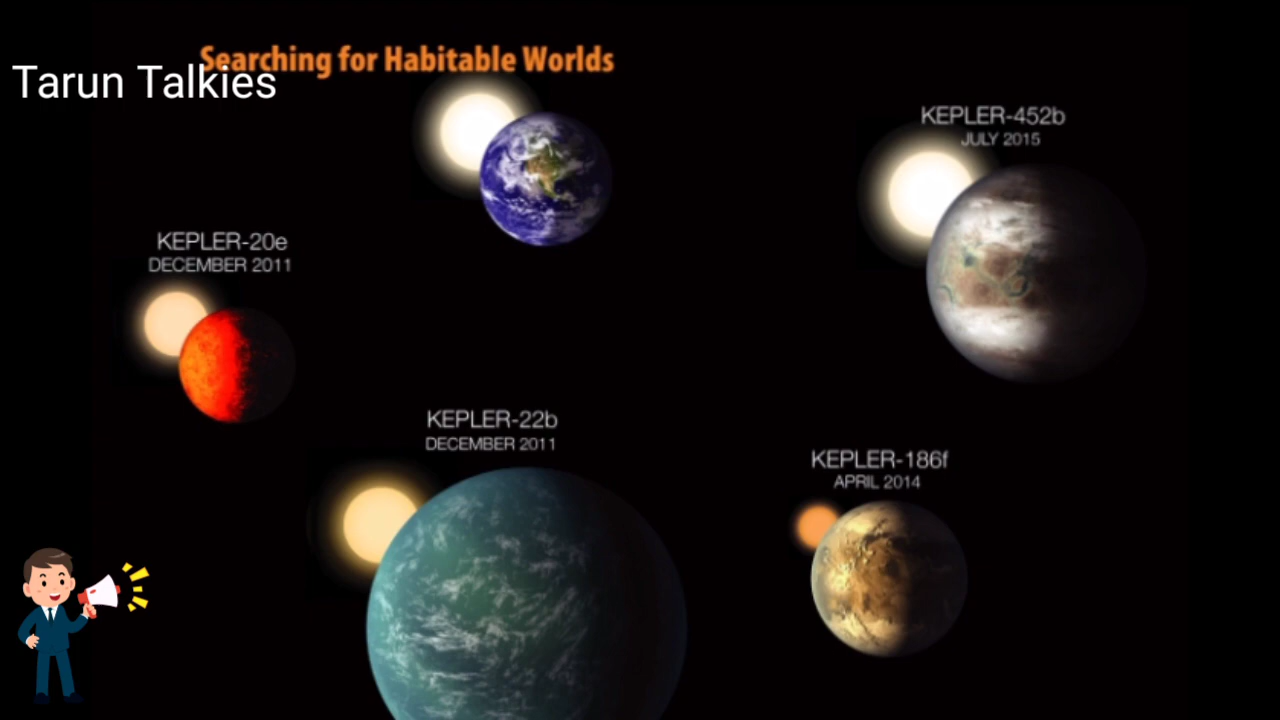 Searching for Habitable Worlds
Tarun Talkies
KEPLER-452b
JULY 2015
KEPLER-20e
DECEMBER 2011
KEPLER-22b
DECEMBER 2011
KEPLER-186f
APRIL 2014